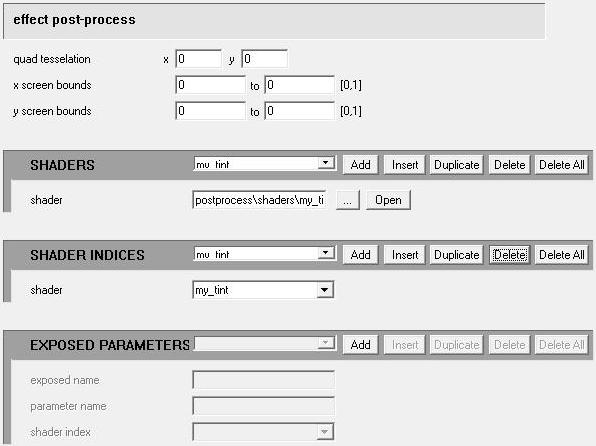 effect post-process
quad tesselation x 0 y 0
x screen bounds 0 to 0 [0,1]
y screen bounds 0 to 0 [0,1]
SHADERS my_tint Add Insert Duplicate Delete Delete All
shader postprocess\shaders\my_ti ... Open
SHADER INDICES my_tint Add Insert Duplicate Delete Delete All
shader my_tint
EXPOSED PARAMETERS Add Insert Duplicate Delete Delete All
exposed name
parameter name
shader index